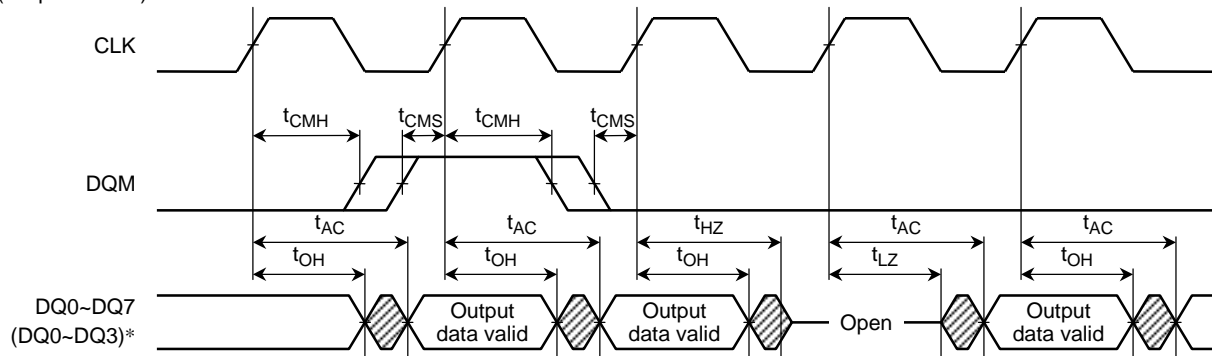 CLK
tCMH tCMS tCMH tCMS
DQM
tAC tAC tHZ tAC tAC
tOH tOH tOH tLZ tOH
DQ0~DQ7
(DQ0~DQ3)*
Output
data valid
Output
data valid
Open
Output
data valid